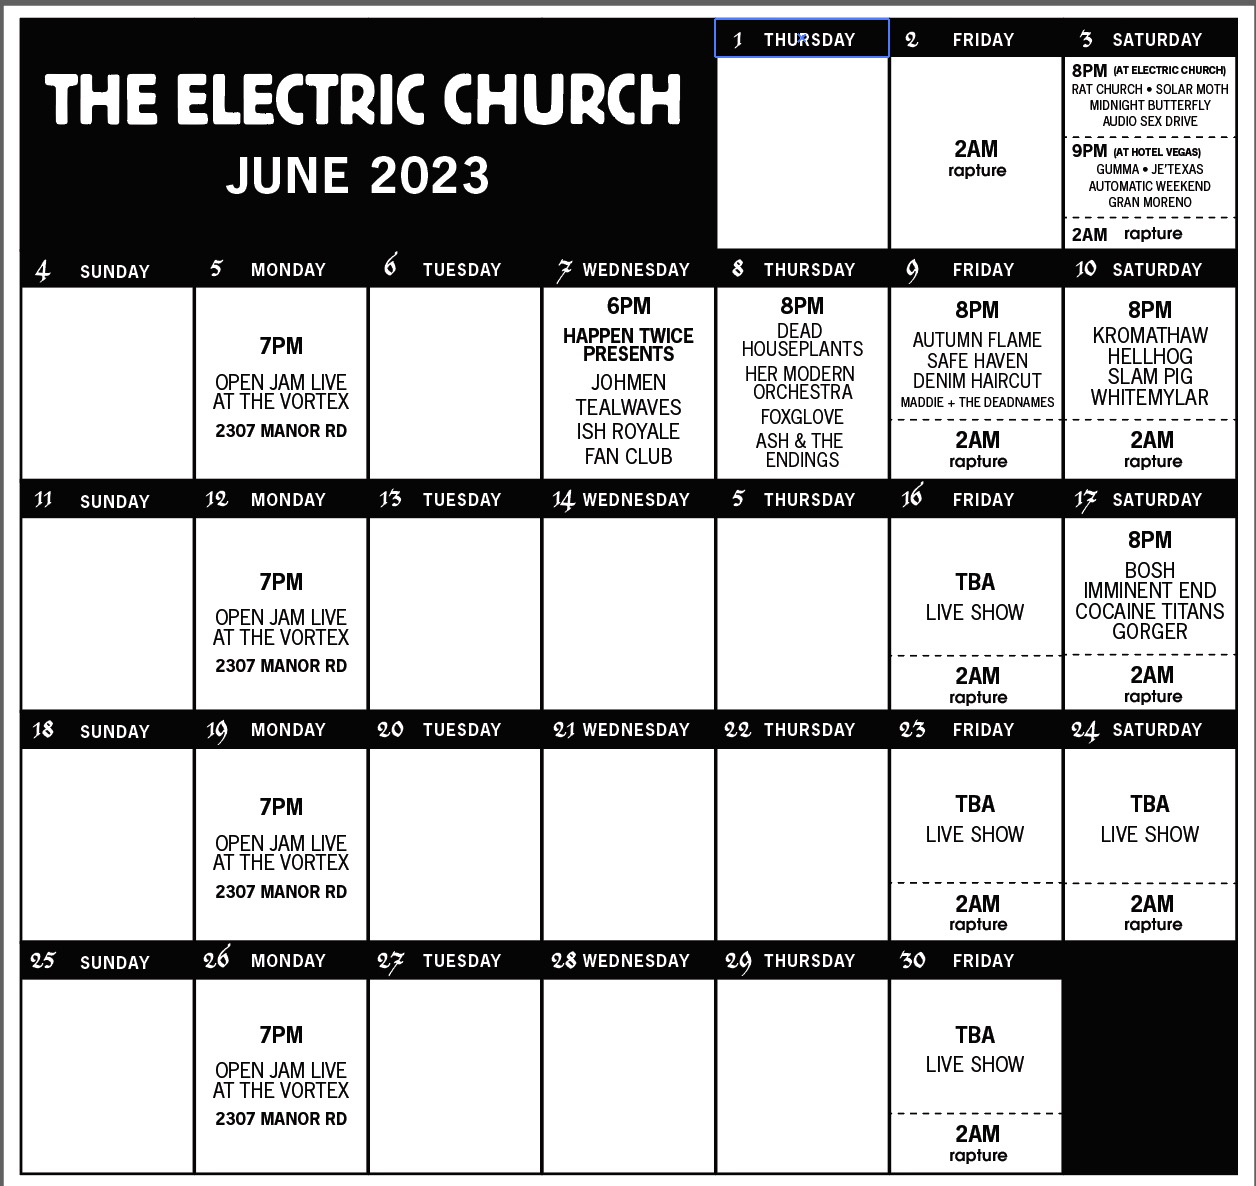 THE ELECTRIC CHURCH
JUNE 2023
1 THURSDAY
2 FRIDAY
2AM
rapture
3 SATURDAY
8PM (AT ELECTRIC CHURCH)
RAT CHURCH • SOLAR MOTH
MIDNIGHT BUTTERFLY
AUDIO SEX DRIVE
9PM (AT HOTEL VEGAS)
GUMMA • JE'TEXAS
AUTOMATIC WEEKEND
GRAN MORENO
2AM rapture
4 SUNDAY
5 MONDAY
7PM
OPEN JAM LIVE
AT THE VORTEX
2307 MANOR RD
6 TUESDAY
7 WEDNESDAY
6PM
HAPPEN TWICE
PRESENTS
JOHMEN
TEALWAVES
ISH ROYALE
FAN CLUB
8 THURSDAY
8PM
DEAD
HOUSEPLANTS
HER MODERN
ORCHESTRA
FOXGLOVE
ASH & THE
ENDINGS
9 FRIDAY
8PM
AUTUMN FLAME
SAFE HAVEN
DENIM HAIRCUT
MADDIE + THE DEADNAMES
2AM
rapture
10 SATURDAY
8PM
KROMATHAW
HELLHOG
SLAM PIG
WHITEMYLAR
2AM
rapture
11 SUNDAY
12 MONDAY
7PM
OPEN JAM LIVE
AT THE VORTEX
2307 MANOR RD
13 TUESDAY
14 WEDNESDAY
5 THURSDAY
16 FRIDAY
TBA
LIVE SHOW
2AM
rapture
17 SATURDAY
8PM
BOSH
IMMINENT END
COCAINE TITANS
GORGER
2AM
rapture
18 SUNDAY
19 MONDAY
7PM
OPEN JAM LIVE
AT THE VORTEX
2307 MANOR RD
20 TUESDAY
21 WEDNESDAY
22 THURSDAY
23 FRIDAY
TBA
LIVE SHOW
2AM
rapture
24 SATURDAY
TBA
LIVE SHOW
2AM
rapture
25 SUNDAY
26 MONDAY
7PM
OPEN JAM LIVE
AT THE VORTEX
2307 MANOR RD
27 TUESDAY
28 WEDNESDAY
29 THURSDAY
30 FRIDAY
TBA
LIVE SHOW
2AM
rapture